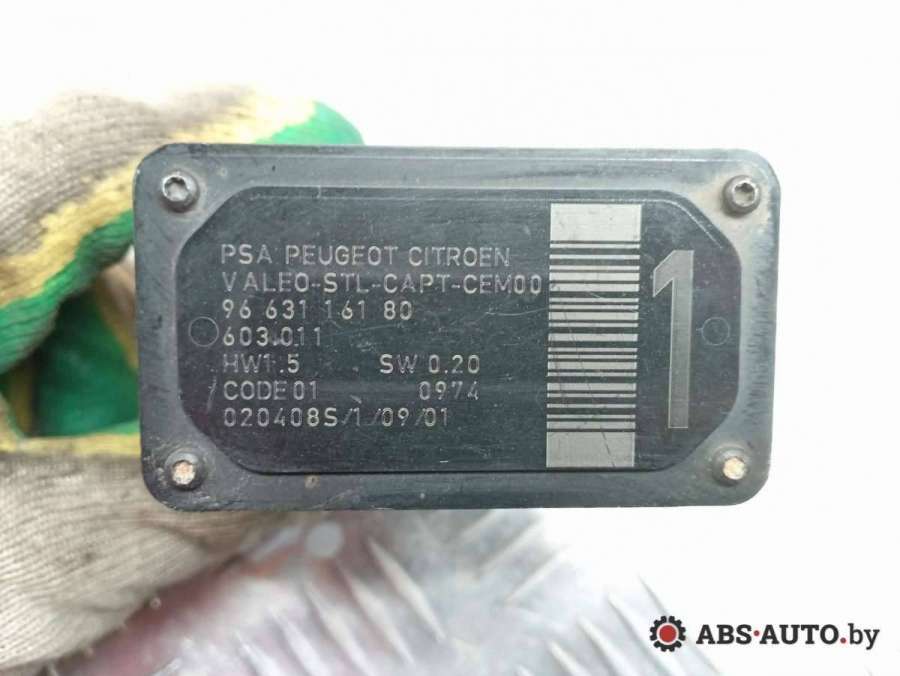 PSA PEUGEOT CITROEN
VALEO-STL-CAPT-CEM00
96 631 161 80
603.011
HW1.5 SW 0.20
CODE 01 0974
020408S/1/09/01
1
ABS-AUTO.by